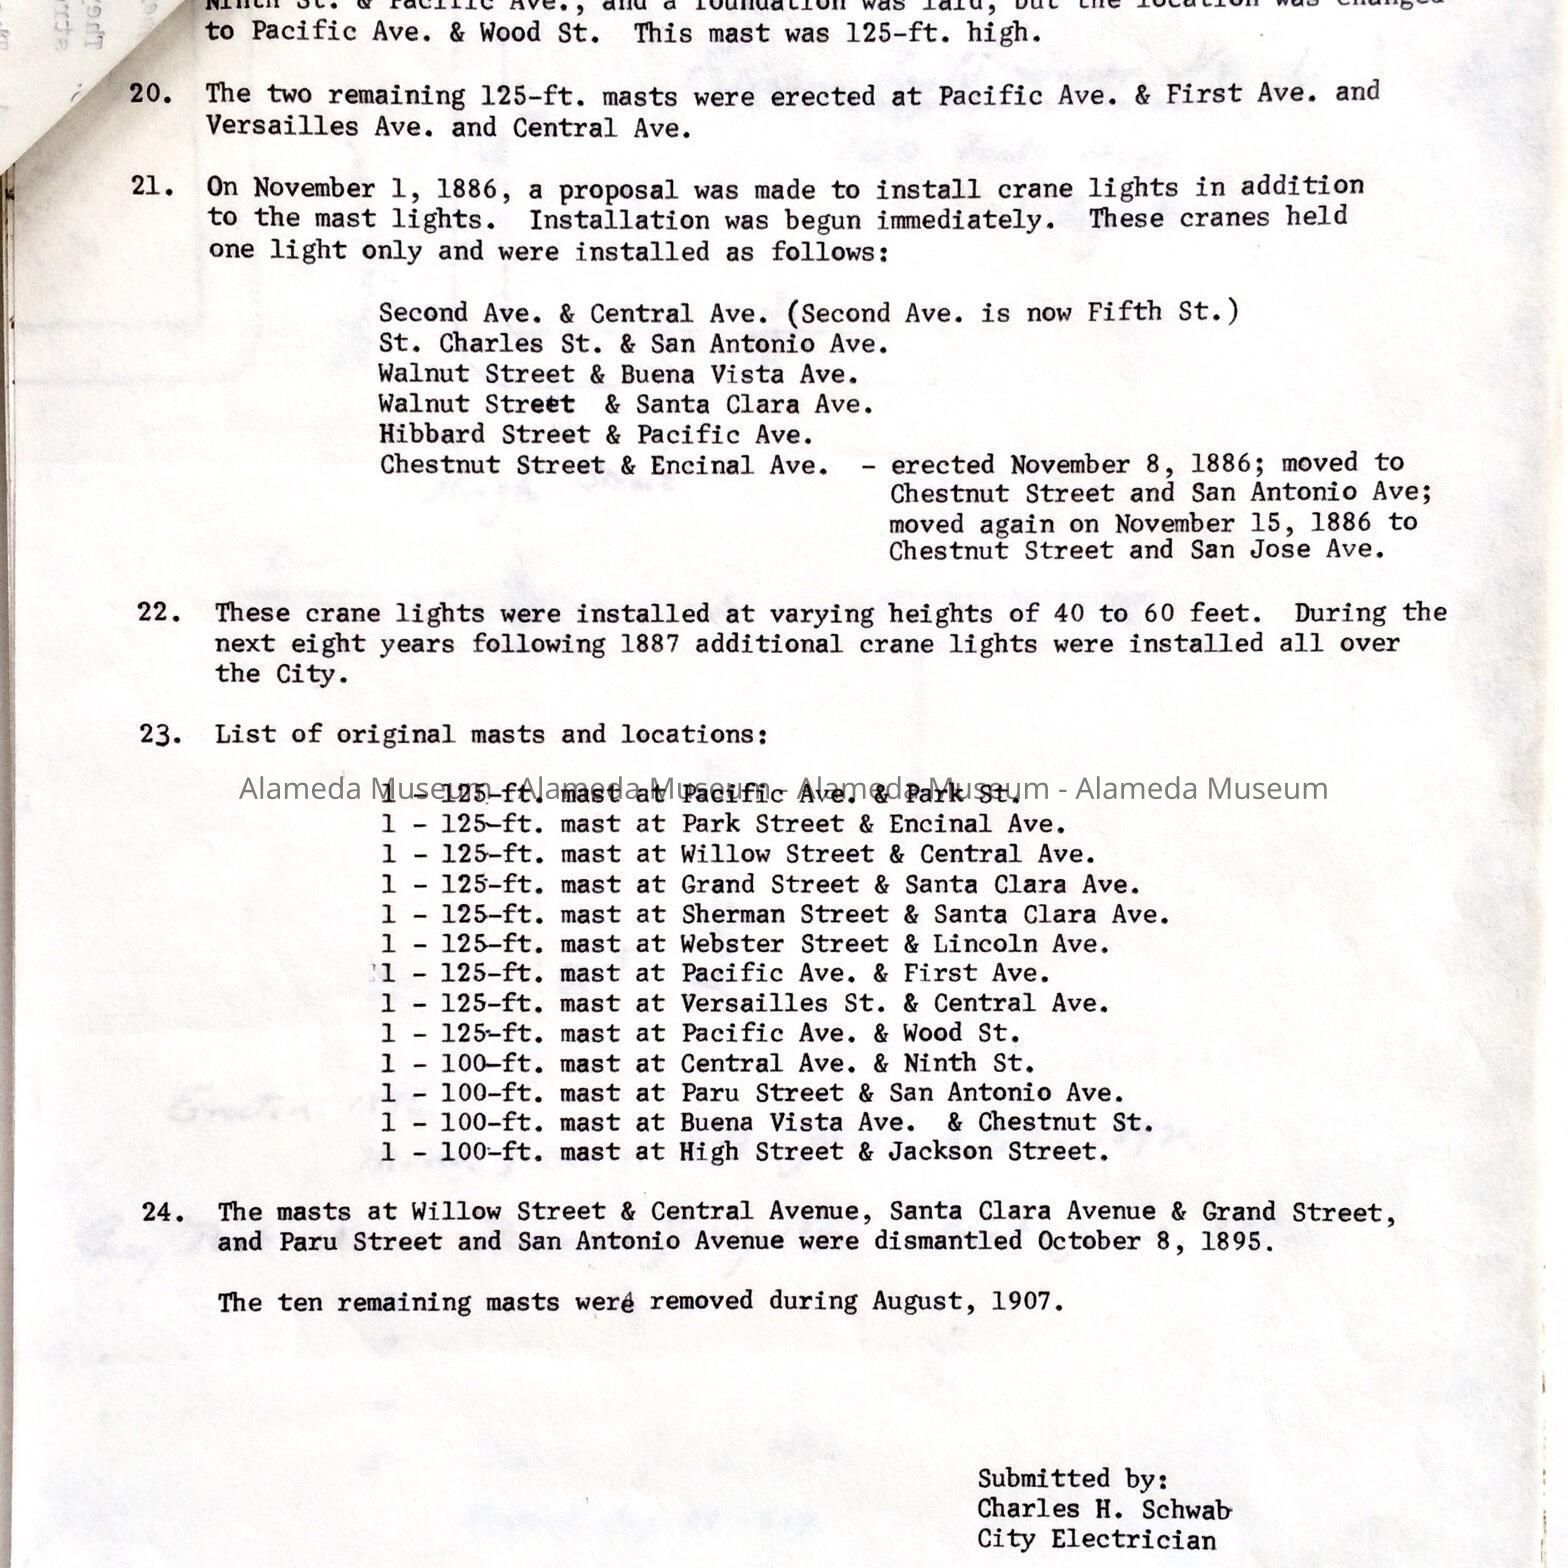 Ninth St. & Pacific Ave., and a foundation was laid, but the location was changed
to Pacific Ave. & Wood St. This mast was 125-ft. high.
20. The two remaining 125-ft. masts were erected at Pacific Ave. & First Ave. and
Versailles Ave. and Central Ave.
21. On November 1, 1886, a proposal was made to install crane lights in addition
to the mast lights. Installation was begun immediately. These cranes held
one light only and were installed as follows:
Second Ave. & Central Ave. (Second Ave. is now Fifth St.)
St. Charles St. & San Antonio Ave.
Walnut Street & Buena Vista Ave.
Walnut Street & Santa Clara Ave.
Hibbard Street & Pacific Ave.
Chestnut Street & Encinal Ave. - erected November 8, 1886; moved to
Chestnut Street and San Antonio Ave;
moved again on November 15, 1886 to
Chestnut Street and San Jose Ave.
22. These crane lights were installed at varying heights of 40 to 60 feet. During the
next eight years following 1887 additional crane lights were installed all over
the City.
23. List of original masts and locations:
Alameda Museum - Alameda Museum - Alameda Museum - Alameda Museum
1 - 125-ft. mast at Pacific Ave. & Park St.
1 - 125-ft. mast at Park Street & Encinal Ave.
1 - 125-ft. mast at Willow Street & Central Ave.
1 - 125-ft. mast at Grand Street & Santa Clara Ave.
1 - 125-ft. mast at Sherman Street & Santa Clara Ave.
1 - 125-ft. mast at Webster Street & Lincoln Ave.
1 - 125-ft. mast at Pacific Ave. & First Ave.
1 - 125-ft. mast at Versailles St. & Central Ave.
1 - 125-ft. mast at Pacific Ave. & Wood St.
1 - 100-ft. mast at Central Ave. & Ninth St.
1 - 100-ft. mast at Paru Street & San Antonio Ave.
1 - 100-ft. mast at Buena Vista Ave. & Chestnut St.
1 - 100-ft. mast at High Street & Jackson Street.
24. The masts at Willow Street & Central Avenue, Santa Clara Avenue & Grand Street,
and Paru Street and San Antonio Avenue were dismantled October 8, 1895.
The ten remaining masts were removed during August, 1907.
Submitted by:
Charles H. Schwab
City Electrician